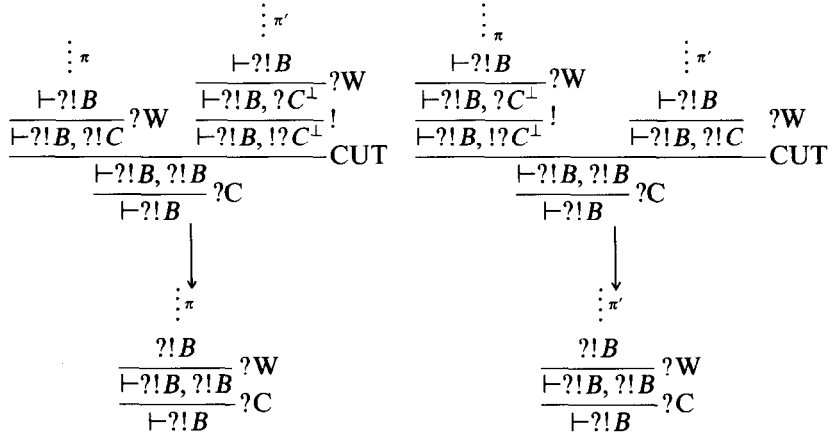 π′ π π′
⊢?!B ⊢?!B
π ?W ?W
⊢?!B ⊢?!B, ?C⊥ ⊢?!B, ?C⊥ ⊢?!B
?W ! ! ?W
⊢?!B, ?!C ⊢?!B, !?C⊥ ⊢?!B, !?C⊥ ⊢?!B, ?!C
CUT CUT
⊢?!B, ?!B ⊢?!B, ?!B
?C ?C
⊢?!B ⊢?!B
π π′
?!B ?!B
?W ?W
⊢?!B, ?!B ⊢?!B, ?!B
?C ?C
⊢?!B ⊢?!B